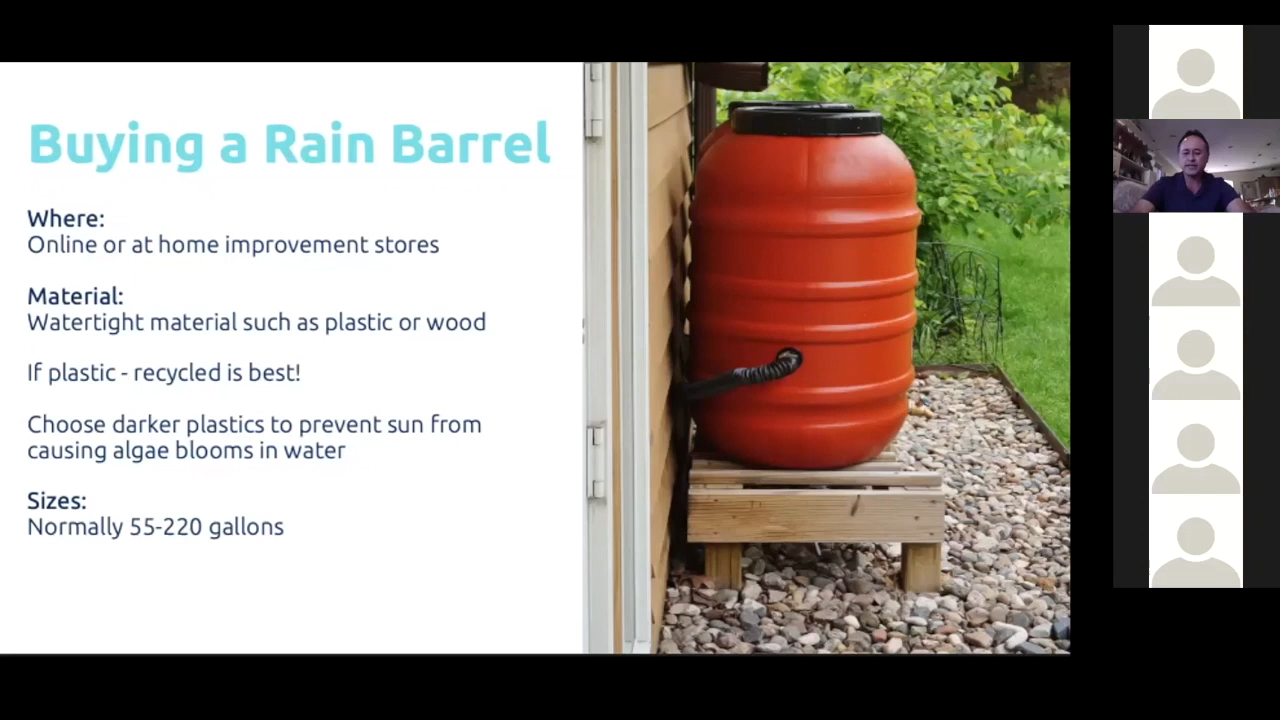 Buying a Rain Barrel
Where:
Online or at home improvement stores
Material:
Watertight material such as plastic or wood
If plastic - recycled is best!
Choose darker plastics to prevent sun from
causing algae blooms in water
Sizes:
Normally 55-220 gallons